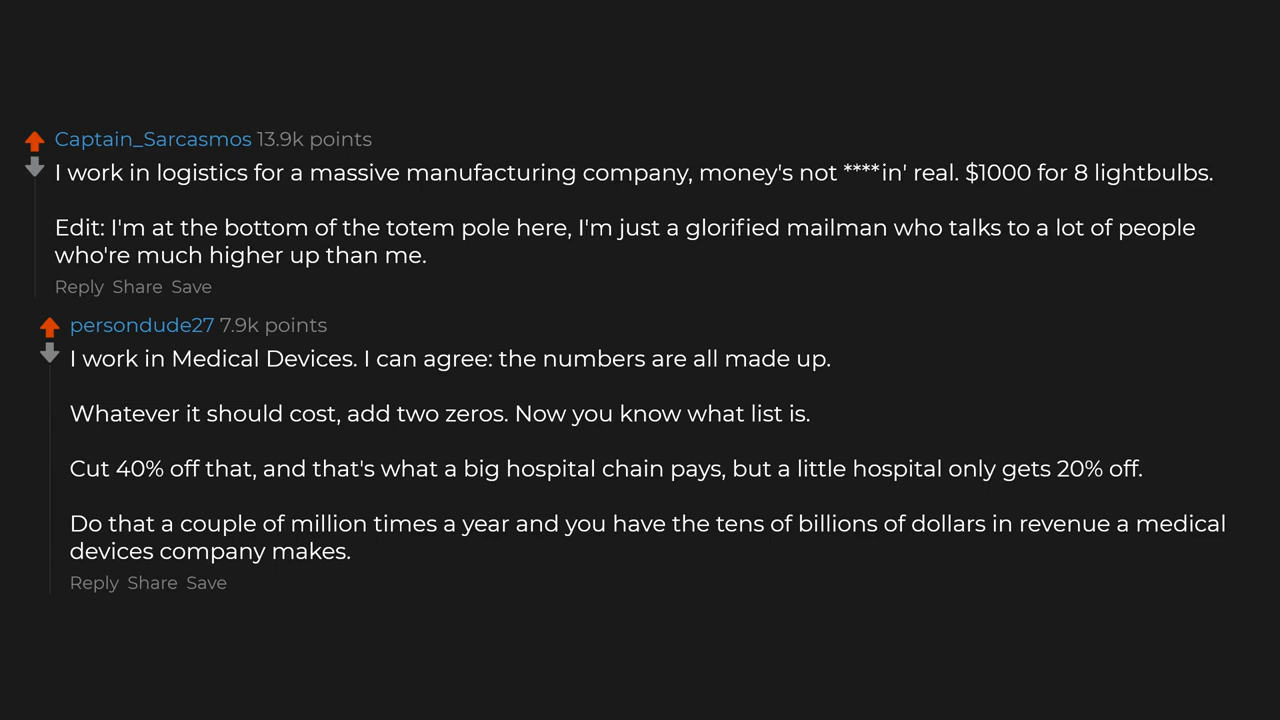 Captain_Sarcasmos 13.9k points
I work in logistics for a massive manufacturing company, money's not ****in' real. $1000 for 8 lightbulbs.
Edit: I'm at the bottom of the totem pole here, I'm just a glorified mailman who talks to a lot of people
who're much higher up than me.
Reply Share Save
persondude27 7.9k points
I work in Medical Devices. I can agree: the numbers are all made up.
Whatever it should cost, add two zeros. Now you know what list is.
Cut 40% off that, and that's what a big hospital chain pays, but a little hospital only gets 20% off.
Do that a couple of million times a year and you have the tens of billions of dollars in revenue a medical
devices company makes.
Reply Share Save